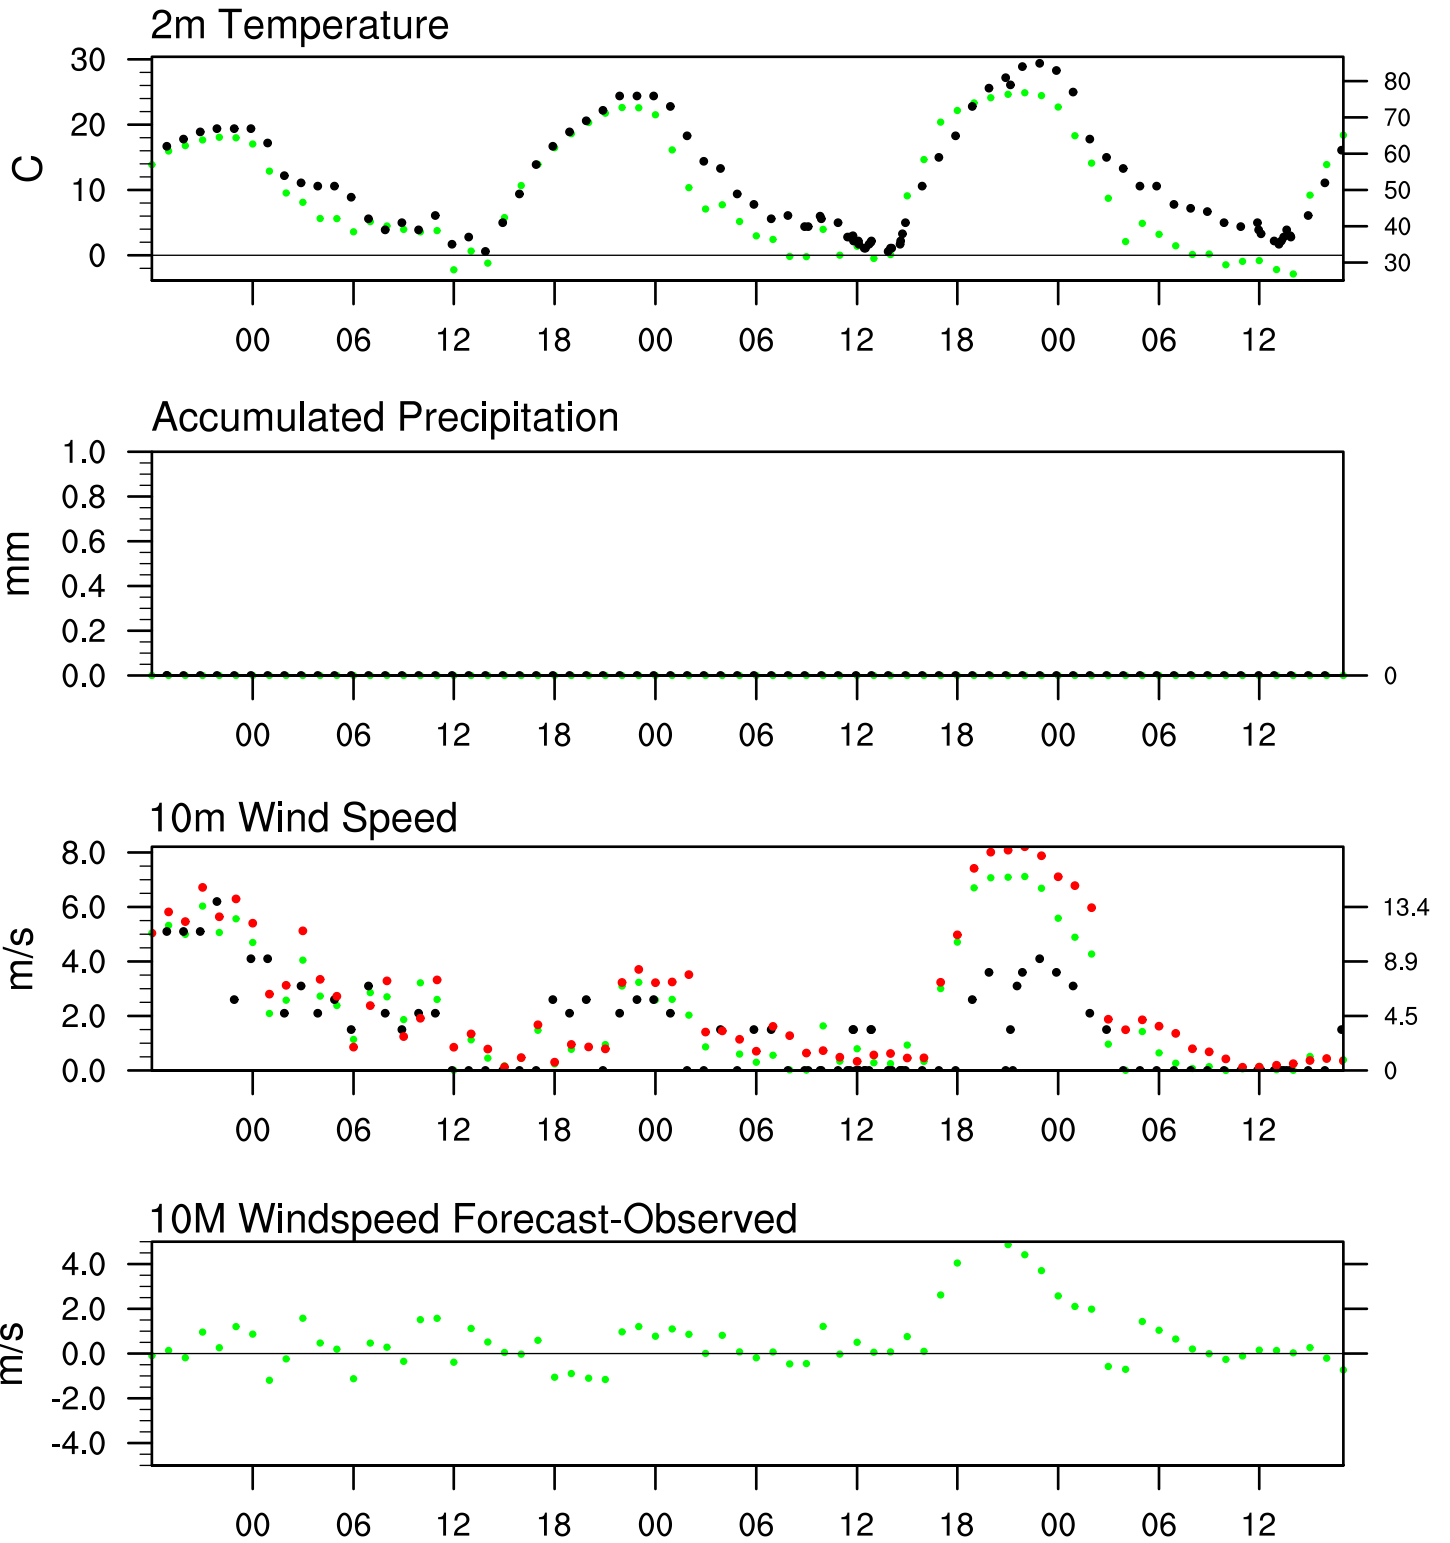 2m Temperature
30
20
10
0
C
80
70
60
50
40
30
00 06 12 18 00 06 12 18 00 06 12
Accumulated Precipitation
1.0
0.8
0.6
0.4
0.2
0.0
mm
0
00 06 12 18 00 06 12 18 00 06 12
10m Wind Speed
8.0
6.0
4.0
2.0
0.0
m/s
13.4
8.9
4.5
0
00 06 12 18 00 06 12 18 00 06 12
10M Windspeed Forecast-Observed
4.0
2.0
0.0
-2.0
-4.0
m/s
00 06 12 18 00 06 12 18 00 06 12